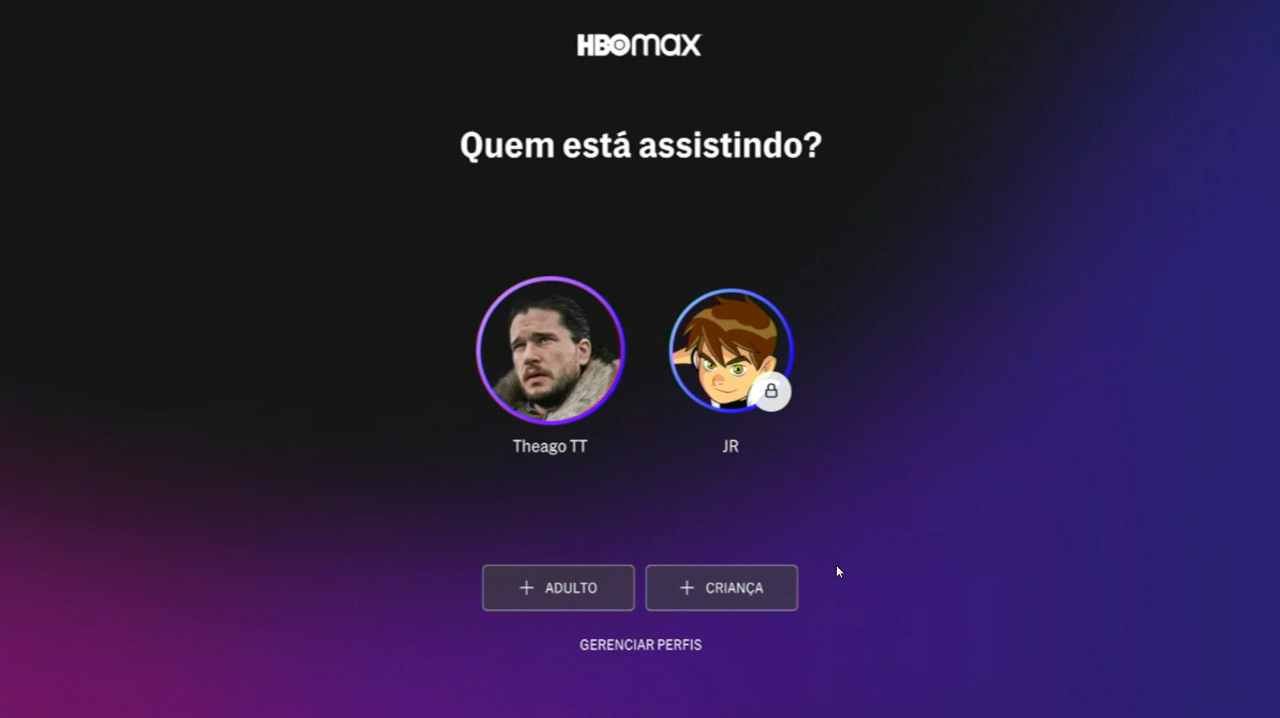 HBOMAX
Quem está assistindo?
Theago TT
JR
+ ADULTO
+ CRIANÇA
GERENCIAR PERFIS